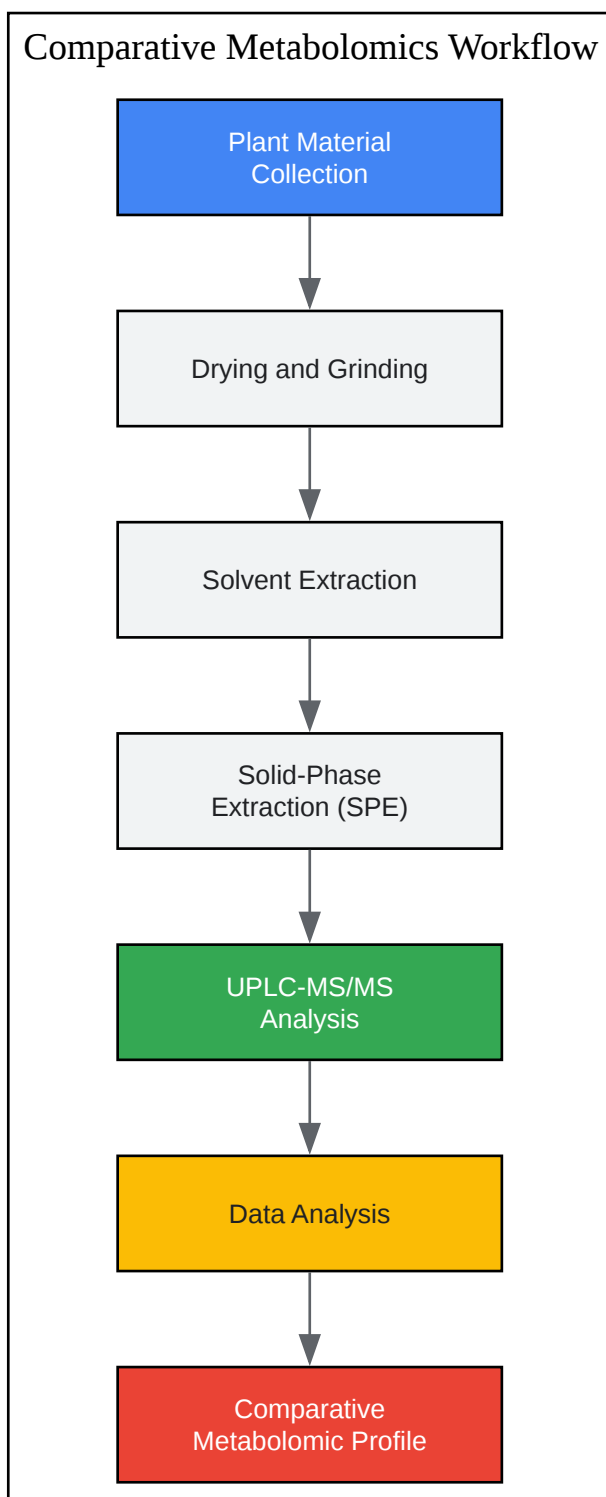 Comparative Metabolomics Workflow
Plant Material
Collection
Drying and Grinding
Solvent Extraction
Solid-Phase
Extraction (SPE)
UPLC-MS/MS
Analysis
Data Analysis
Comparative
Metabolomic Profile